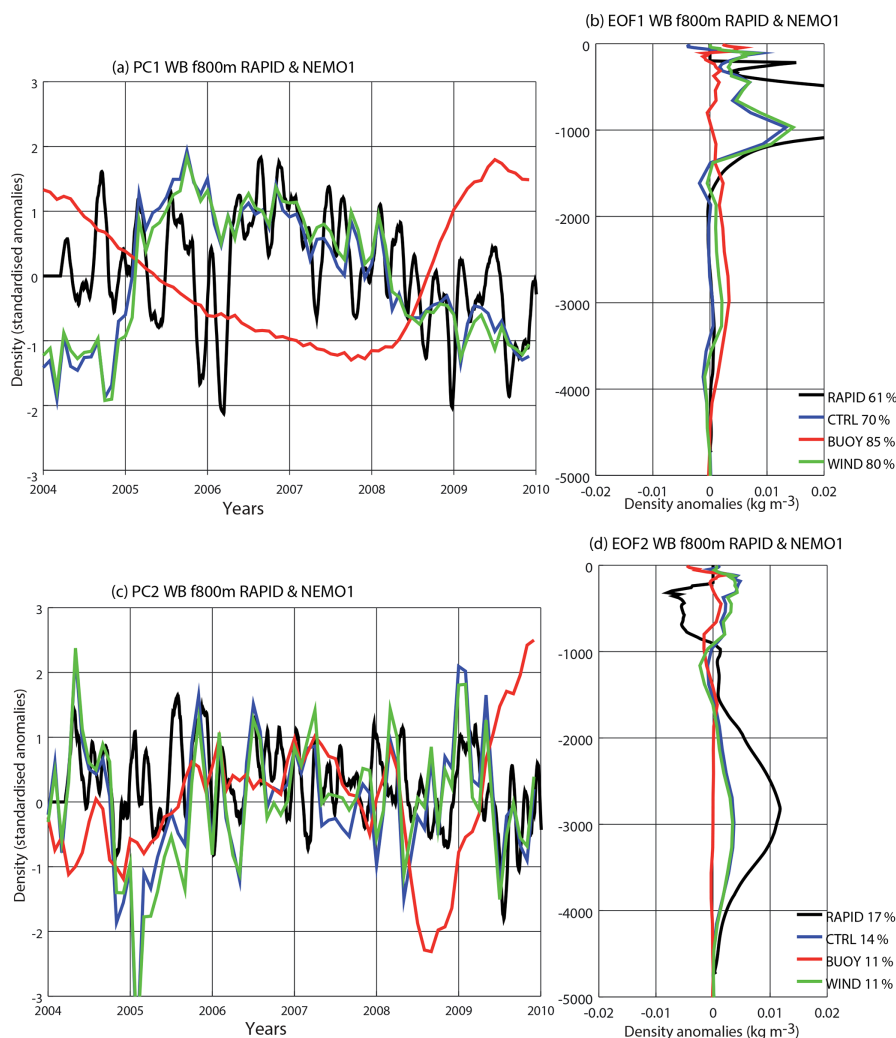 (a) PC1 WB f800m RAPID & NEMO1
3
2
1
0
-1
-2
-3
Density (standardised anomalies)
2004 2005 2006 2007 2008 2009 2010
Years
(b) EOF1 WB f800m RAPID & NEMO1
0
-1000
-2000
-3000
-4000
-5000
RAPID 61 %
CTRL 70 %
BUOY 85 %
WIND 80 %
-0.02 -0.01 0 0.01 0.02
Density anomalies (kg m-3)
(c) PC2 WB f800m RAPID & NEMO1
3
2
1
0
-1
-2
-3
Density (standardised anomalies)
2004 2005 2006 2007 2008 2009 2010
Years
(d) EOF2 WB f800m RAPID & NEMO1
0
-1000
-2000
-3000
-4000
-5000
RAPID 17 %
CTRL 14 %
BUOY 11 %
WIND 11 %
-0.02 -0.01 0 0.01 0.02
Density anomalies (kg m-3)